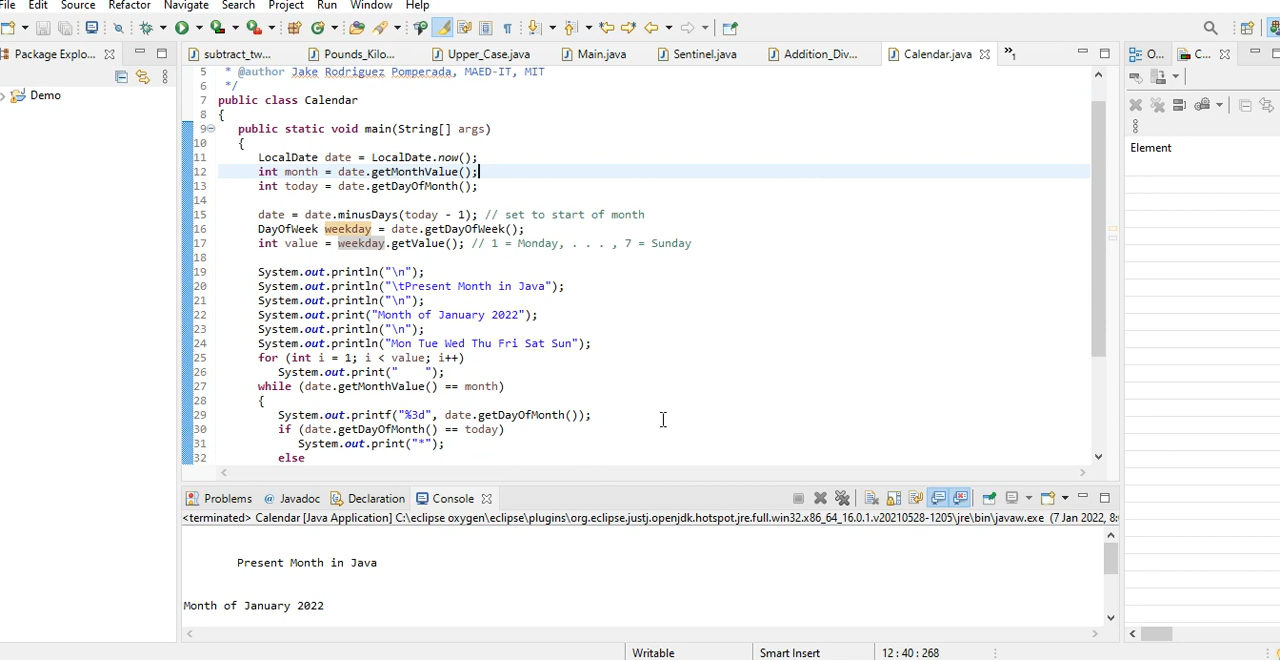 File Edit Source Refactor Navigate Search Project Run Window Help
Package Explo...
subtract_tw... Pounds_Kilo... Upper_Case.java Main.java Sentinel.java Addition_Div... Calendar.java »1
O... C...
Demo
Element
5 * @author Jake Rodriguez Pomperada, MAED-IT, MIT
6 */
7 public class Calendar
8 {
9 public static void main(String[] args)
10 {
11 LocalDate date = LocalDate.now();
12 int month = date.getMonthValue();
13 int today = date.getDayOfMonth();
14
15 date = date.minusDays(today - 1); // set to start of month
16 DayOfWeek weekday = date.getDayOfWeek();
17 int value = weekday.getValue(); // 1 = Monday, . . . , 7 = Sunday
18
19 System.out.println("\n");
20 System.out.println("\tPresent Month in Java");
21 System.out.println("\n");
22 System.out.print("Month of January 2022");
23 System.out.println("\n");
24 System.out.println("Mon Tue Wed Thu Fri Sat Sun");
25 for (int i = 1; i < value; i++)
26 System.out.print("    ");
27 while (date.getMonthValue() == month)
28 {
29 System.out.printf("%3d", date.getDayOfMonth());
30 if (date.getDayOfMonth() == today)
31 System.out.print("*");
32 else
Problems @ Javadoc Declaration Console
<terminated> Calendar [Java Application] C:\eclipse oxygen\eclipse\plugins\org.eclipse.justj.openjdk.hotspot.jre.full.win32.x86_64_16.0.1.v20210528-1205\jre\bin\javaw.exe (7 Jan 2022, 8:
Present Month in Java
Month of January 2022
Writable Smart Insert 12 : 40 : 268